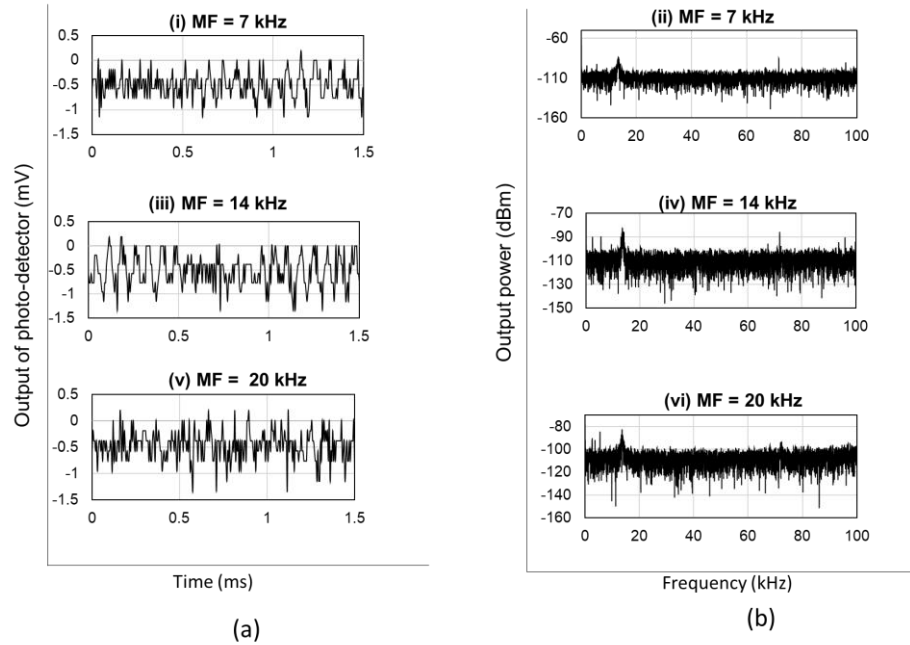 (i) MF = 7 kHz
0.5
0
-0.5
-1
-1.5
0 0.5 1 1.5
(iii) MF = 14 kHz
0.5
0
-0.5
-1
-1.5
0 0.5 1 1.5
(v) MF = 20 kHz
0.5
0
-0.5
-1
-1.5
0 0.5 1 1.5
Output of photo-detector (mV)
Time (ms)
(a)
(ii) MF = 7 kHz
-60
-110
-160
0 20 40 60 80 100
(iv) MF = 14 kHz
-70
-90
-110
-130
-150
0 20 40 60 80 100
(vi) MF = 20 kHz
-80
-100
-120
-140
-160
0 20 40 60 80 100
Output power (dBm)
Frequency (kHz)
(b)